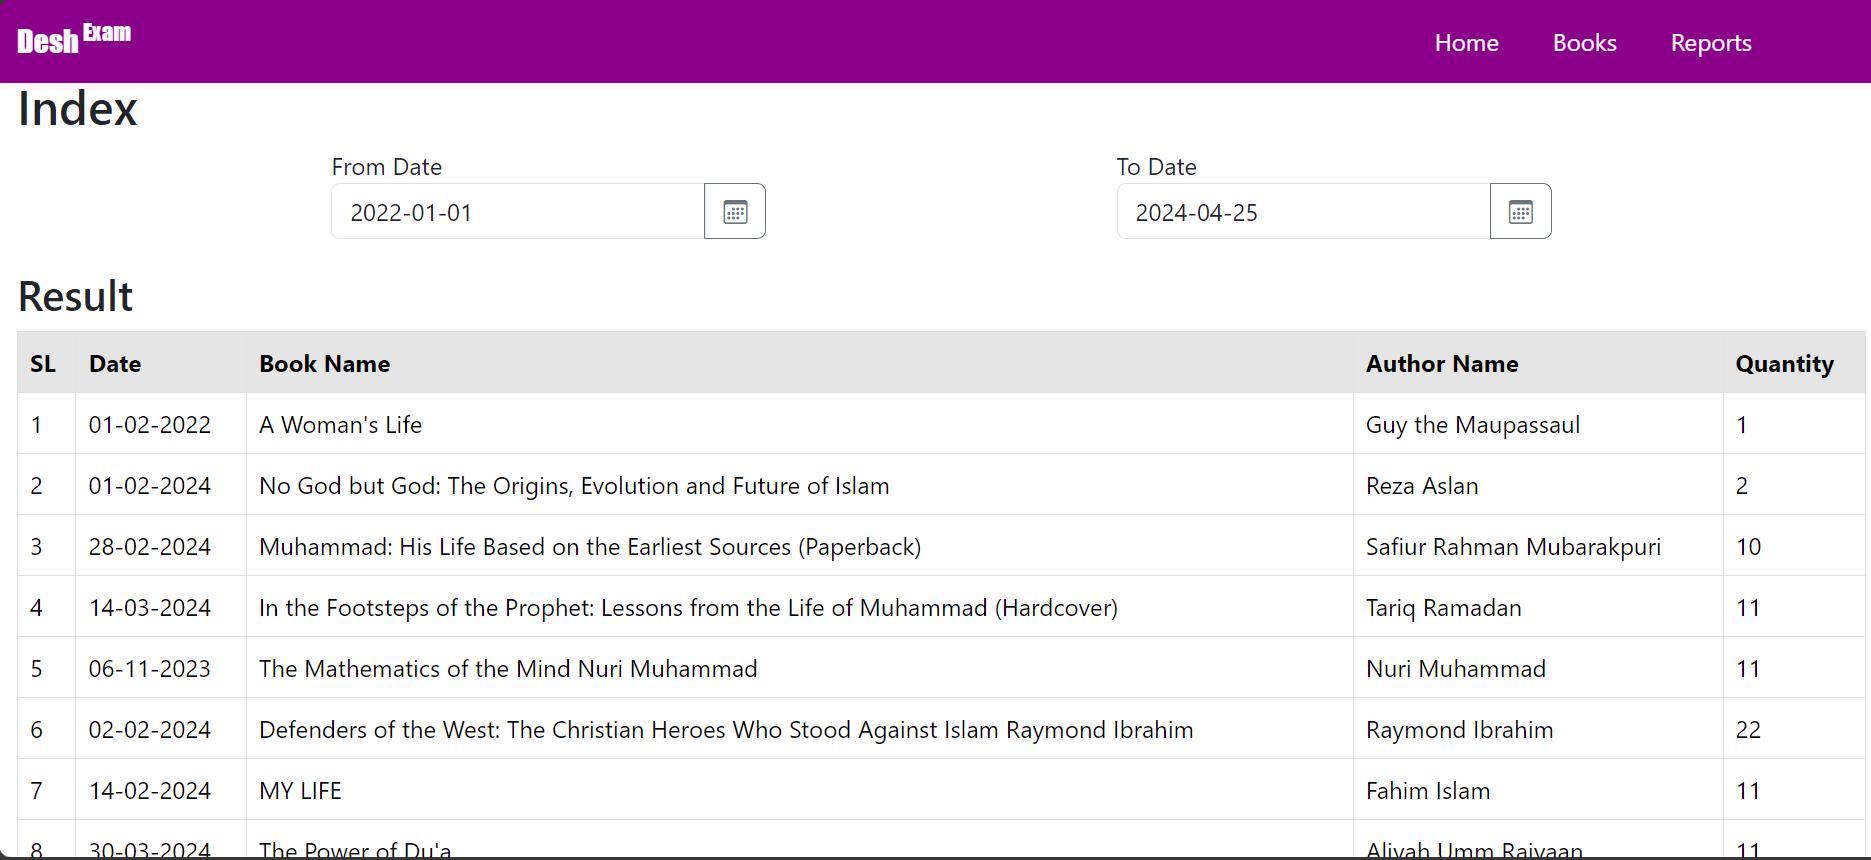 Desh Exam
Home Books Reports
Index
From Date To Date
2022-01-01 2024-04-25
Result
SL Date Book Name Author Name Quantity
1 01-02-2022 A Woman's Life Guy the Maupassaul 1
2 01-02-2024 No God but God: The Origins, Evolution and Future of Islam Reza Aslan 2
3 28-02-2024 Muhammad: His Life Based on the Earliest Sources (Paperback) Safiur Rahman Mubarakpuri 10
4 14-03-2024 In the Footsteps of the Prophet: Lessons from the Life of Muhammad (Hardcover) Tariq Ramadan 11
5 06-11-2023 The Mathematics of the Mind Nuri Muhammad Nuri Muhammad 11
6 02-02-2024 Defenders of the West: The Christian Heroes Who Stood Against Islam Raymond Ibrahim Raymond Ibrahim 22
7 14-02-2024 MY LIFE Fahim Islam 11
8 30-03-2024 The Power of Du'a Aliyah Umm Raiyaan 11